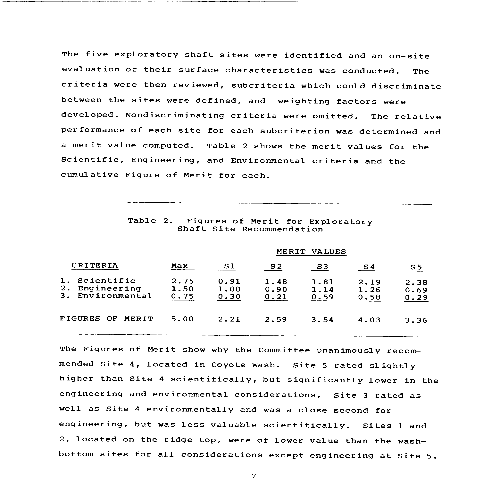 The five exploratory shaft sites were identified and an on-site
evaluation of their surface characteristics was conducted. The
criteria were then reviewed, subcriteria which could discriminate
between the sites were defined, and weighting factors were
developed. Nondiscriminating criteria were omitted. The relative
performance of each site for each subcriterion was determined and
a merit value computed. Table 2 shows the merit values for the
Scientific, Engineering, and Environmental criteria and the
cumulative Figure of Merit for each.
Table 2. Figures of Merit for Exploratory
Shaft Site Recommendation
MERIT VALUES
CRITERIA Max S1 S2 S3 S4 S5
1. Scientific 2.75 0.91 1.48 1.81 2.19 2.38
2. Engineering 1.50 1.00 0.90 1.14 1.26 0.69
3. Environmental 0.75 0.30 0.21 0.59 0.58 0.29
FIGURES OF MERIT 5.00 2.21 2.59 3.54 4.03 3.36
The Figures of Merit show why the Committee unanimously recom-
mended Site 4, located in Coyote Wash. Site 5 rated slightly
higher than Site 4 scientifically, but significantly lower in the
engineering and environmental considerations. Site 3 rated as
well as Site 4 environmentally and was a close second for
engineering, but was less valuable scientifically. Sites 1 and
2, located on the ridge top, were of lower value than the wash-
bottom sites for all considerations except engineering at Site 5.